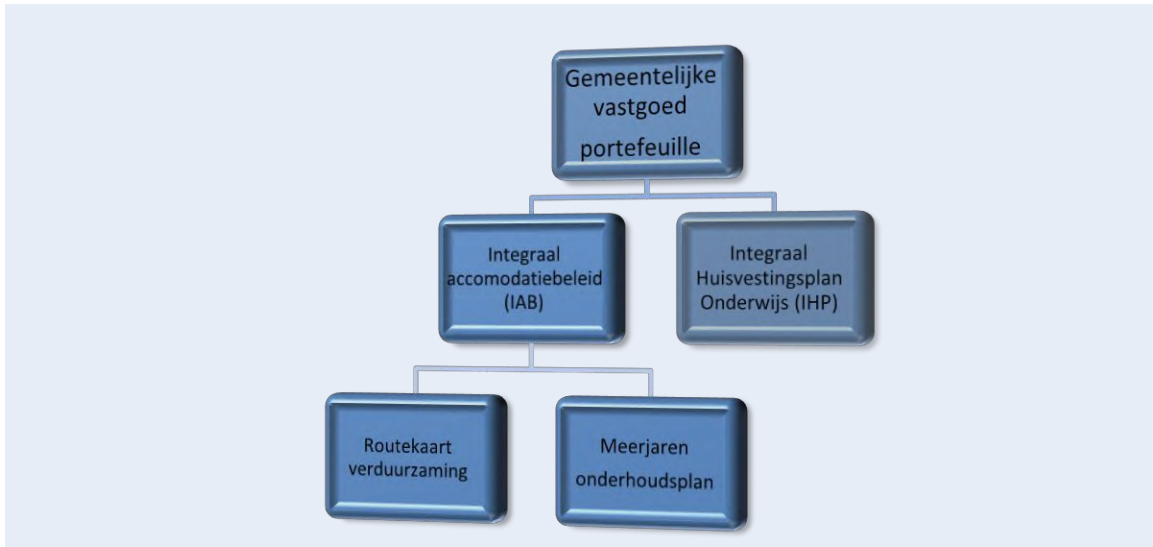 Gemeentelijke
vastgoed
portefeuille
Integraal
accomodatiebeleid
(IAB)
Integraal
Huisvestingsplan
Onderwijs (IHP)
Routekaart
verduurzaming
Meerjaren
onderhoudsplan